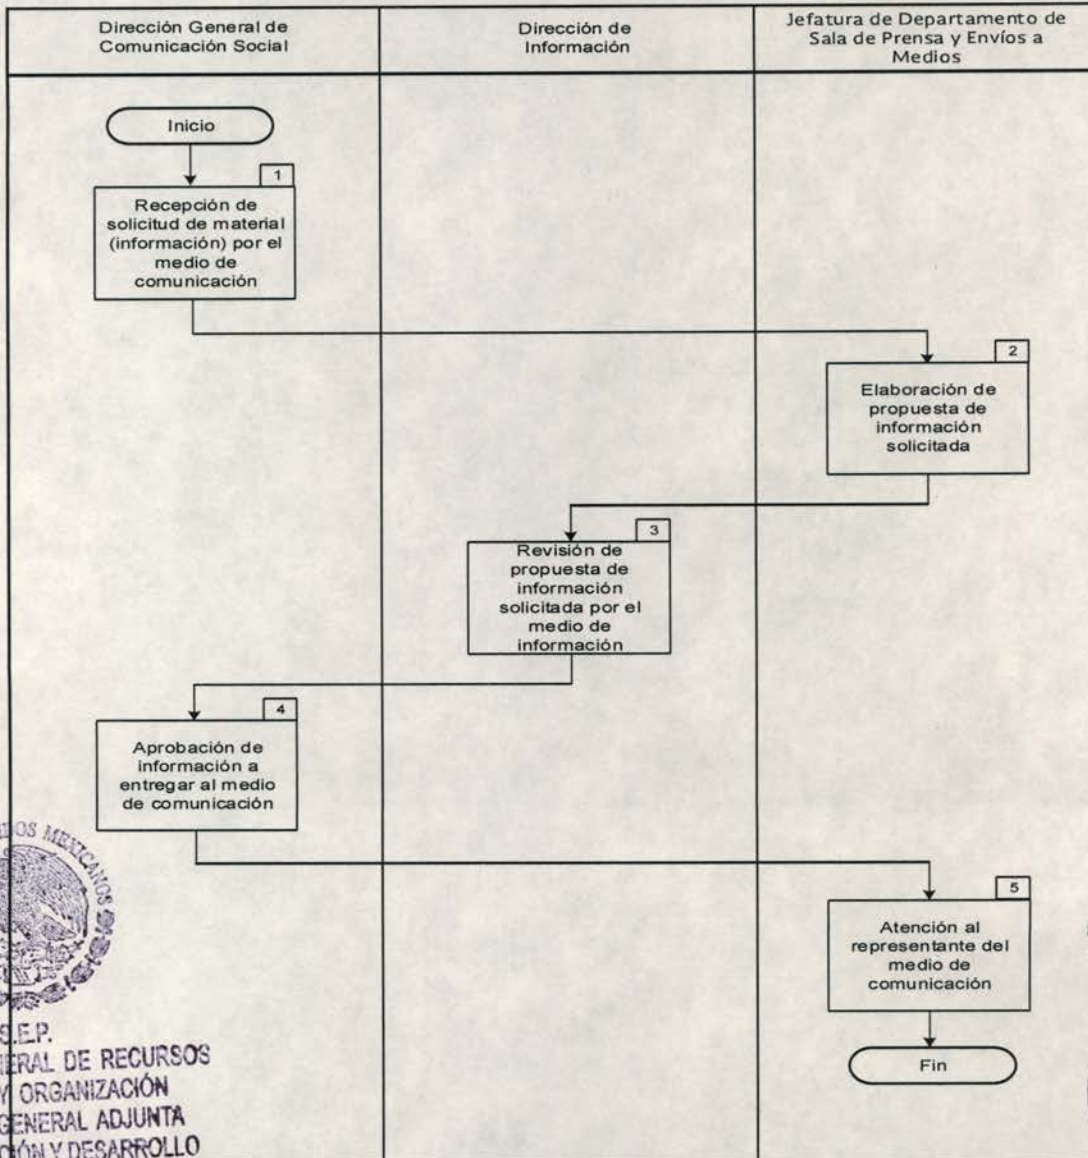 Dirección General de
Comunicación Social
Dirección de
Información
Jefatura de Departamento de
Sala de Prensa y Envíos a
Medios
Inicio
1
Recepción de
solicitud de material
(información) por el
medio de
comunicación
2
Elaboración de
propuesta de
información
solicitada
3
Revisión de
propuesta de
información
solicitada por el
medio de
información
4
Aprobación de
información a
entregar al medio
de comunicación
5
Atención al
representante del
medio de
comunicación
Fin
MEXICANOS
S.E.P.
DE RECURSOS
Y ORGANIZACIÓN
GENERAL ADJUNTA
Y DESARROLLO